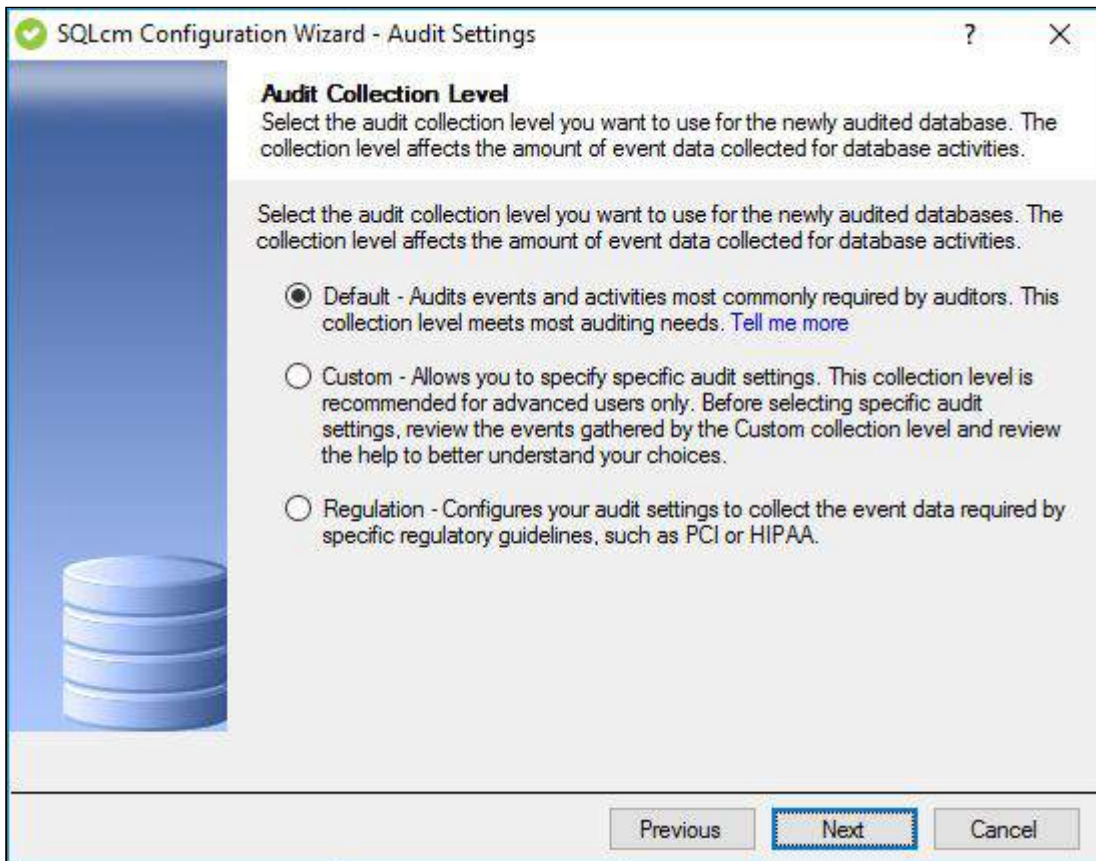 SQLcm Configuration Wizard - Audit Settings
?
Audit Collection Level
Select the audit collection level you want to use for the newly audited database. The
collection level affects the amount of event data collected for database activities.
Select the audit collection level you want to use for the newly audited databases. The
collection level affects the amount of event data collected for database activities.
Default - Audits events and activities most commonly required by auditors. This
collection level meets most auditing needs. Tell me more
Custom - Allows you to specify specific audit settings. This collection level is
recommended for advanced users only. Before selecting specific audit
settings, review the events gathered by the Custom collection level and review
the help to better understand your choices.
Regulation - Configures your audit settings to collect the event data required by
specific regulatory guidelines, such as PCI or HIPAA.
Previous
Next
Cancel